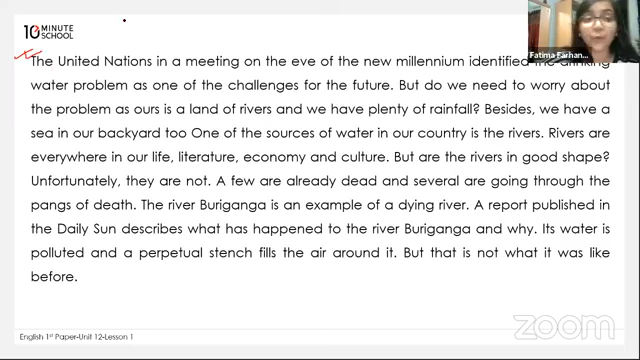 10 MINUTE
SCHOOL
Fatima Farhan...
The United Nations in a meeting on the eve of the new millennium identified the drinking
water problem as one of the challenges for the future. But do we need to worry about
the problem as ours is a land of rivers and we have plenty of rainfall? Besides, we have a
sea in our backyard too One of the sources of water in our country is the rivers. Rivers are
everywhere in our life, literature, economy and culture. But are the rivers in good shape?
Unfortunately, they are not. A few are already dead and several are going through the
pangs of death. The river Buriganga is an example of a dying river. A report published in
the Daily Sun describes what has happened to the river Buriganga and why. Its water is
polluted and a perpetual stench fills the air around it. But that is not what it was like
before.
English 1st Paper-Unit 12-Lesson 1
zoom